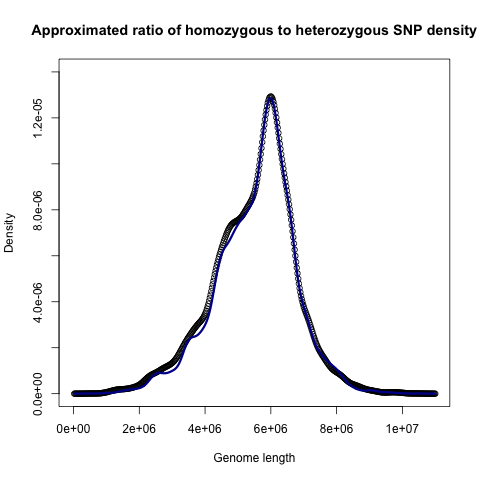 Approximated ratio of homozygous to heterozygous SNP density
Density
1.2e-05
8.0e-06
4.0e-06
0.0e+00
0e+00 2e+06 4e+06 6e+06 8e+06 1e+07
Genome length